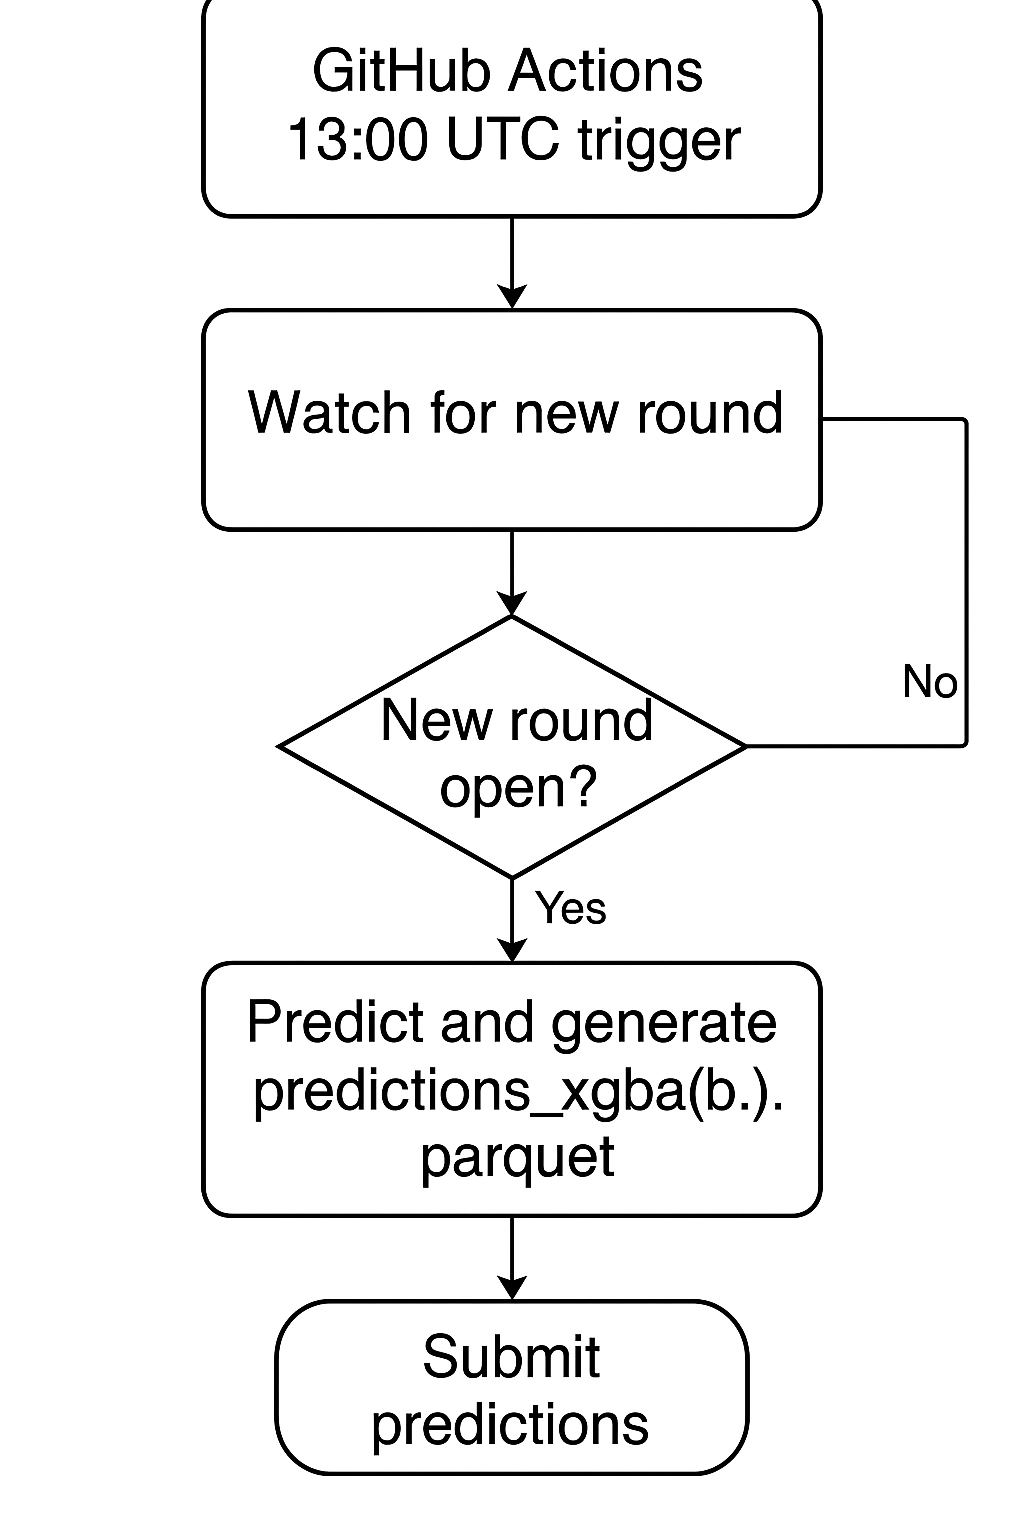 GitHub Actions
13:00 UTC trigger
Watch for new round
No
New round
open?
Yes
Predict and generate
predictions_xgba(b.).
parquet
Submit
predictions